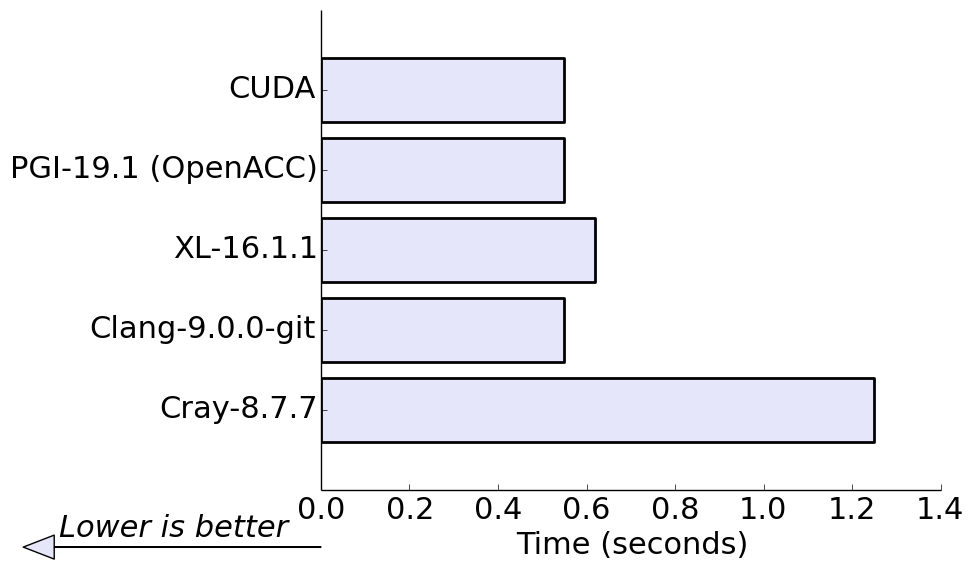 CUDA
PGI-19.1 (OpenACC)
XL-16.1.1
Clang-9.0.0-git
Cray-8.7.7
0.0 0.2 0.4 0.6 0.8 1.0 1.2 1.4
Lower is better
Time (seconds)